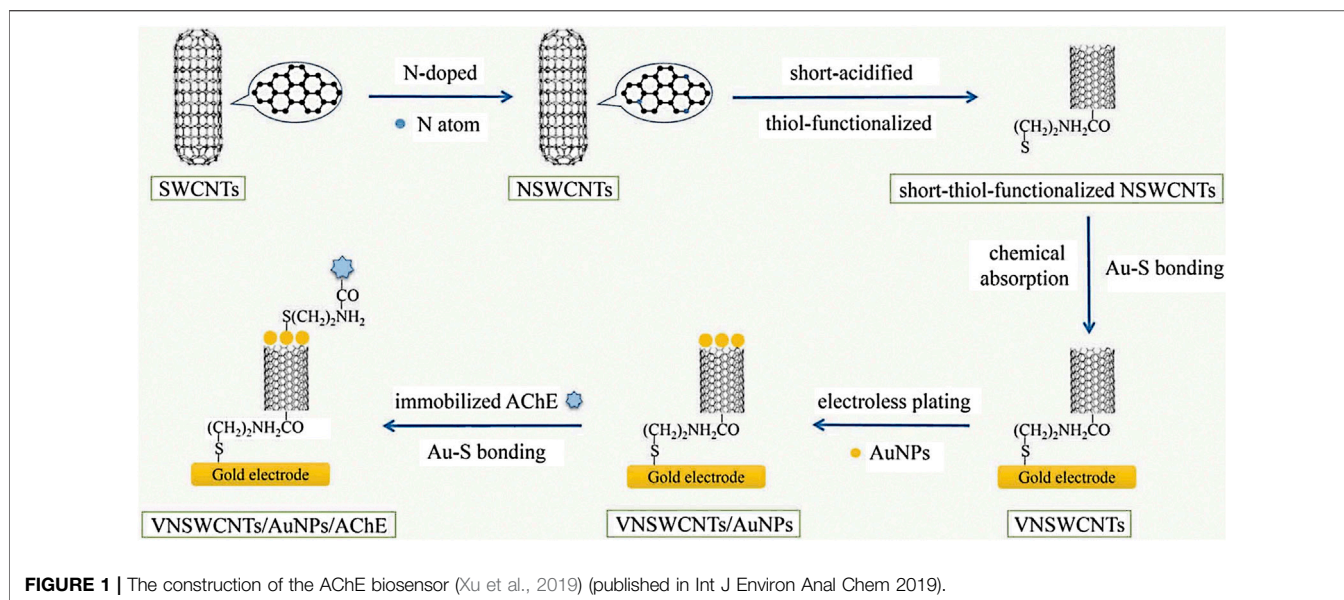 N-doped
N atom
short-acidified
thiol-functionalized
(CH₂)₂NH₂CO
S
SWCNTs
NSWCNTs
short-thiol-functionalized NSWCNTs
chemical
absorption
Au-S bonding
CO
S(CH₂)₂NH₂
immobilized AChE
Au-S bonding
electroless plating
AuNPs
(CH₂)₂NH₂CO
S
Gold electrode
(CH₂)₂NH₂CO
S
Gold electrode
(CH₂)₂NH₂CO
S
Gold electrode
VNSWCNTs/AuNPs/AChE
VNSWCNTs/AuNPs
VNSWCNTs
FIGURE 1 | The construction of the AChE biosensor (Xu et al., 2019) (published in Int J Environ Anal Chem 2019).